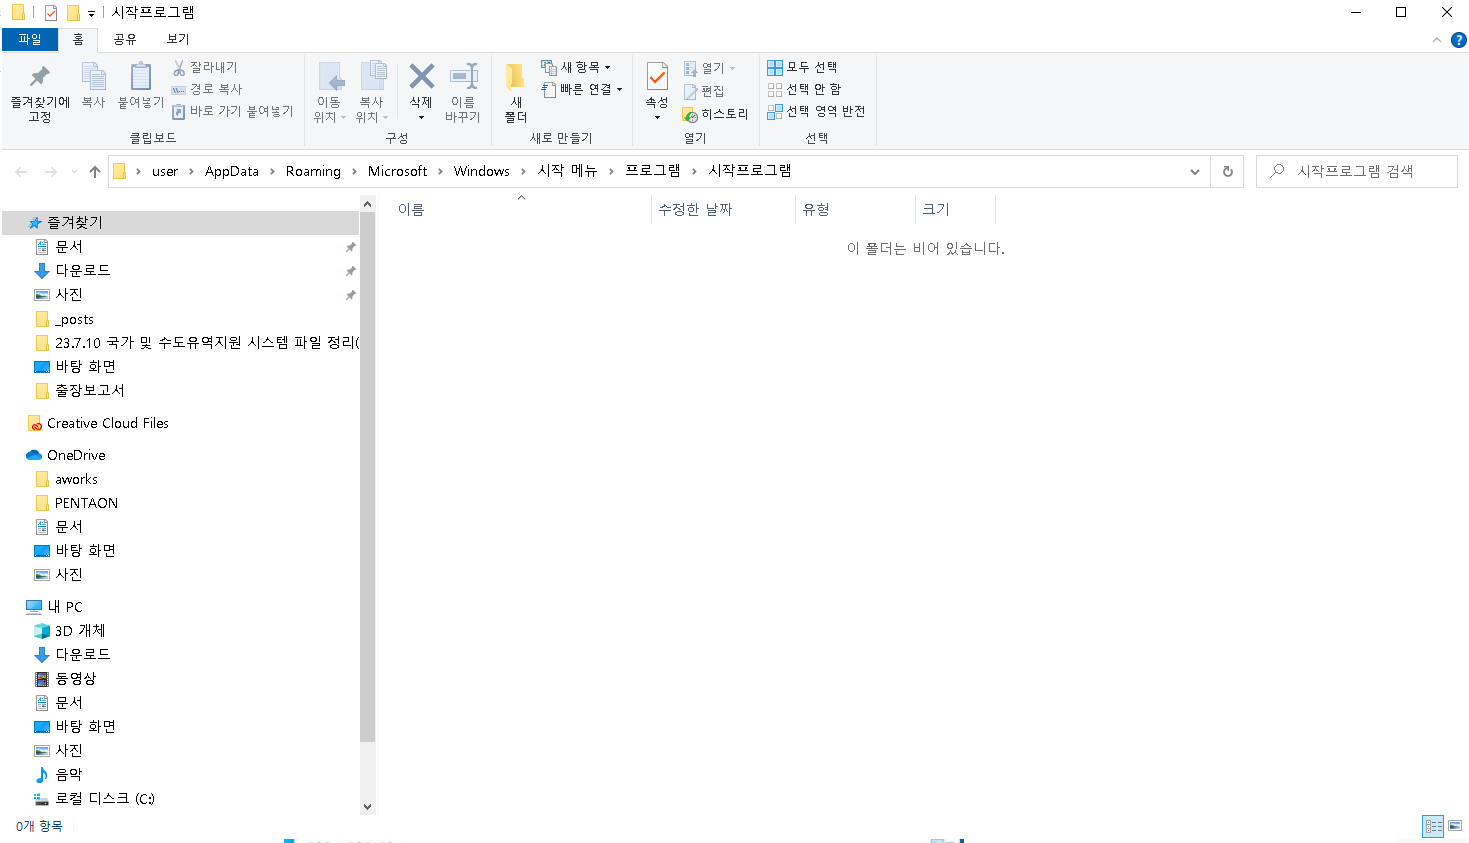 시작프로그램
파일 홈 공유 보기
즐겨찾기에 고정
복사
붙여넣기
잘라내기
경로 복사
바로 가기 붙여넣기
클립보드
이동 위치
복사 위치
삭제
이름 바꾸기
구성
새 폴더
새 항목
빠른 연결
새로 만들기
속성
열기
편집
히스토리
열기
모두 선택
선택 안 함
선택 영역 반전
선택
user AppData Roaming Microsoft Windows 시작 메뉴 프로그램 시작프로그램
시작프로그램 검색
이름 수정한 날짜 유형 크기
이 폴더는 비어 있습니다.
즐겨찾기
문서
다운로드
사진
_posts
23.7.10 국가 및 수도유역지원 시스템 파일 정리(
바탕 화면
출장보고서
Creative Cloud Files
OneDrive
aworks
PENTAON
문서
바탕 화면
사진
내 PC
3D 개체
다운로드
동영상
문서
바탕 화면
사진
음악
로컬 디스크 (C:)
0개 항목